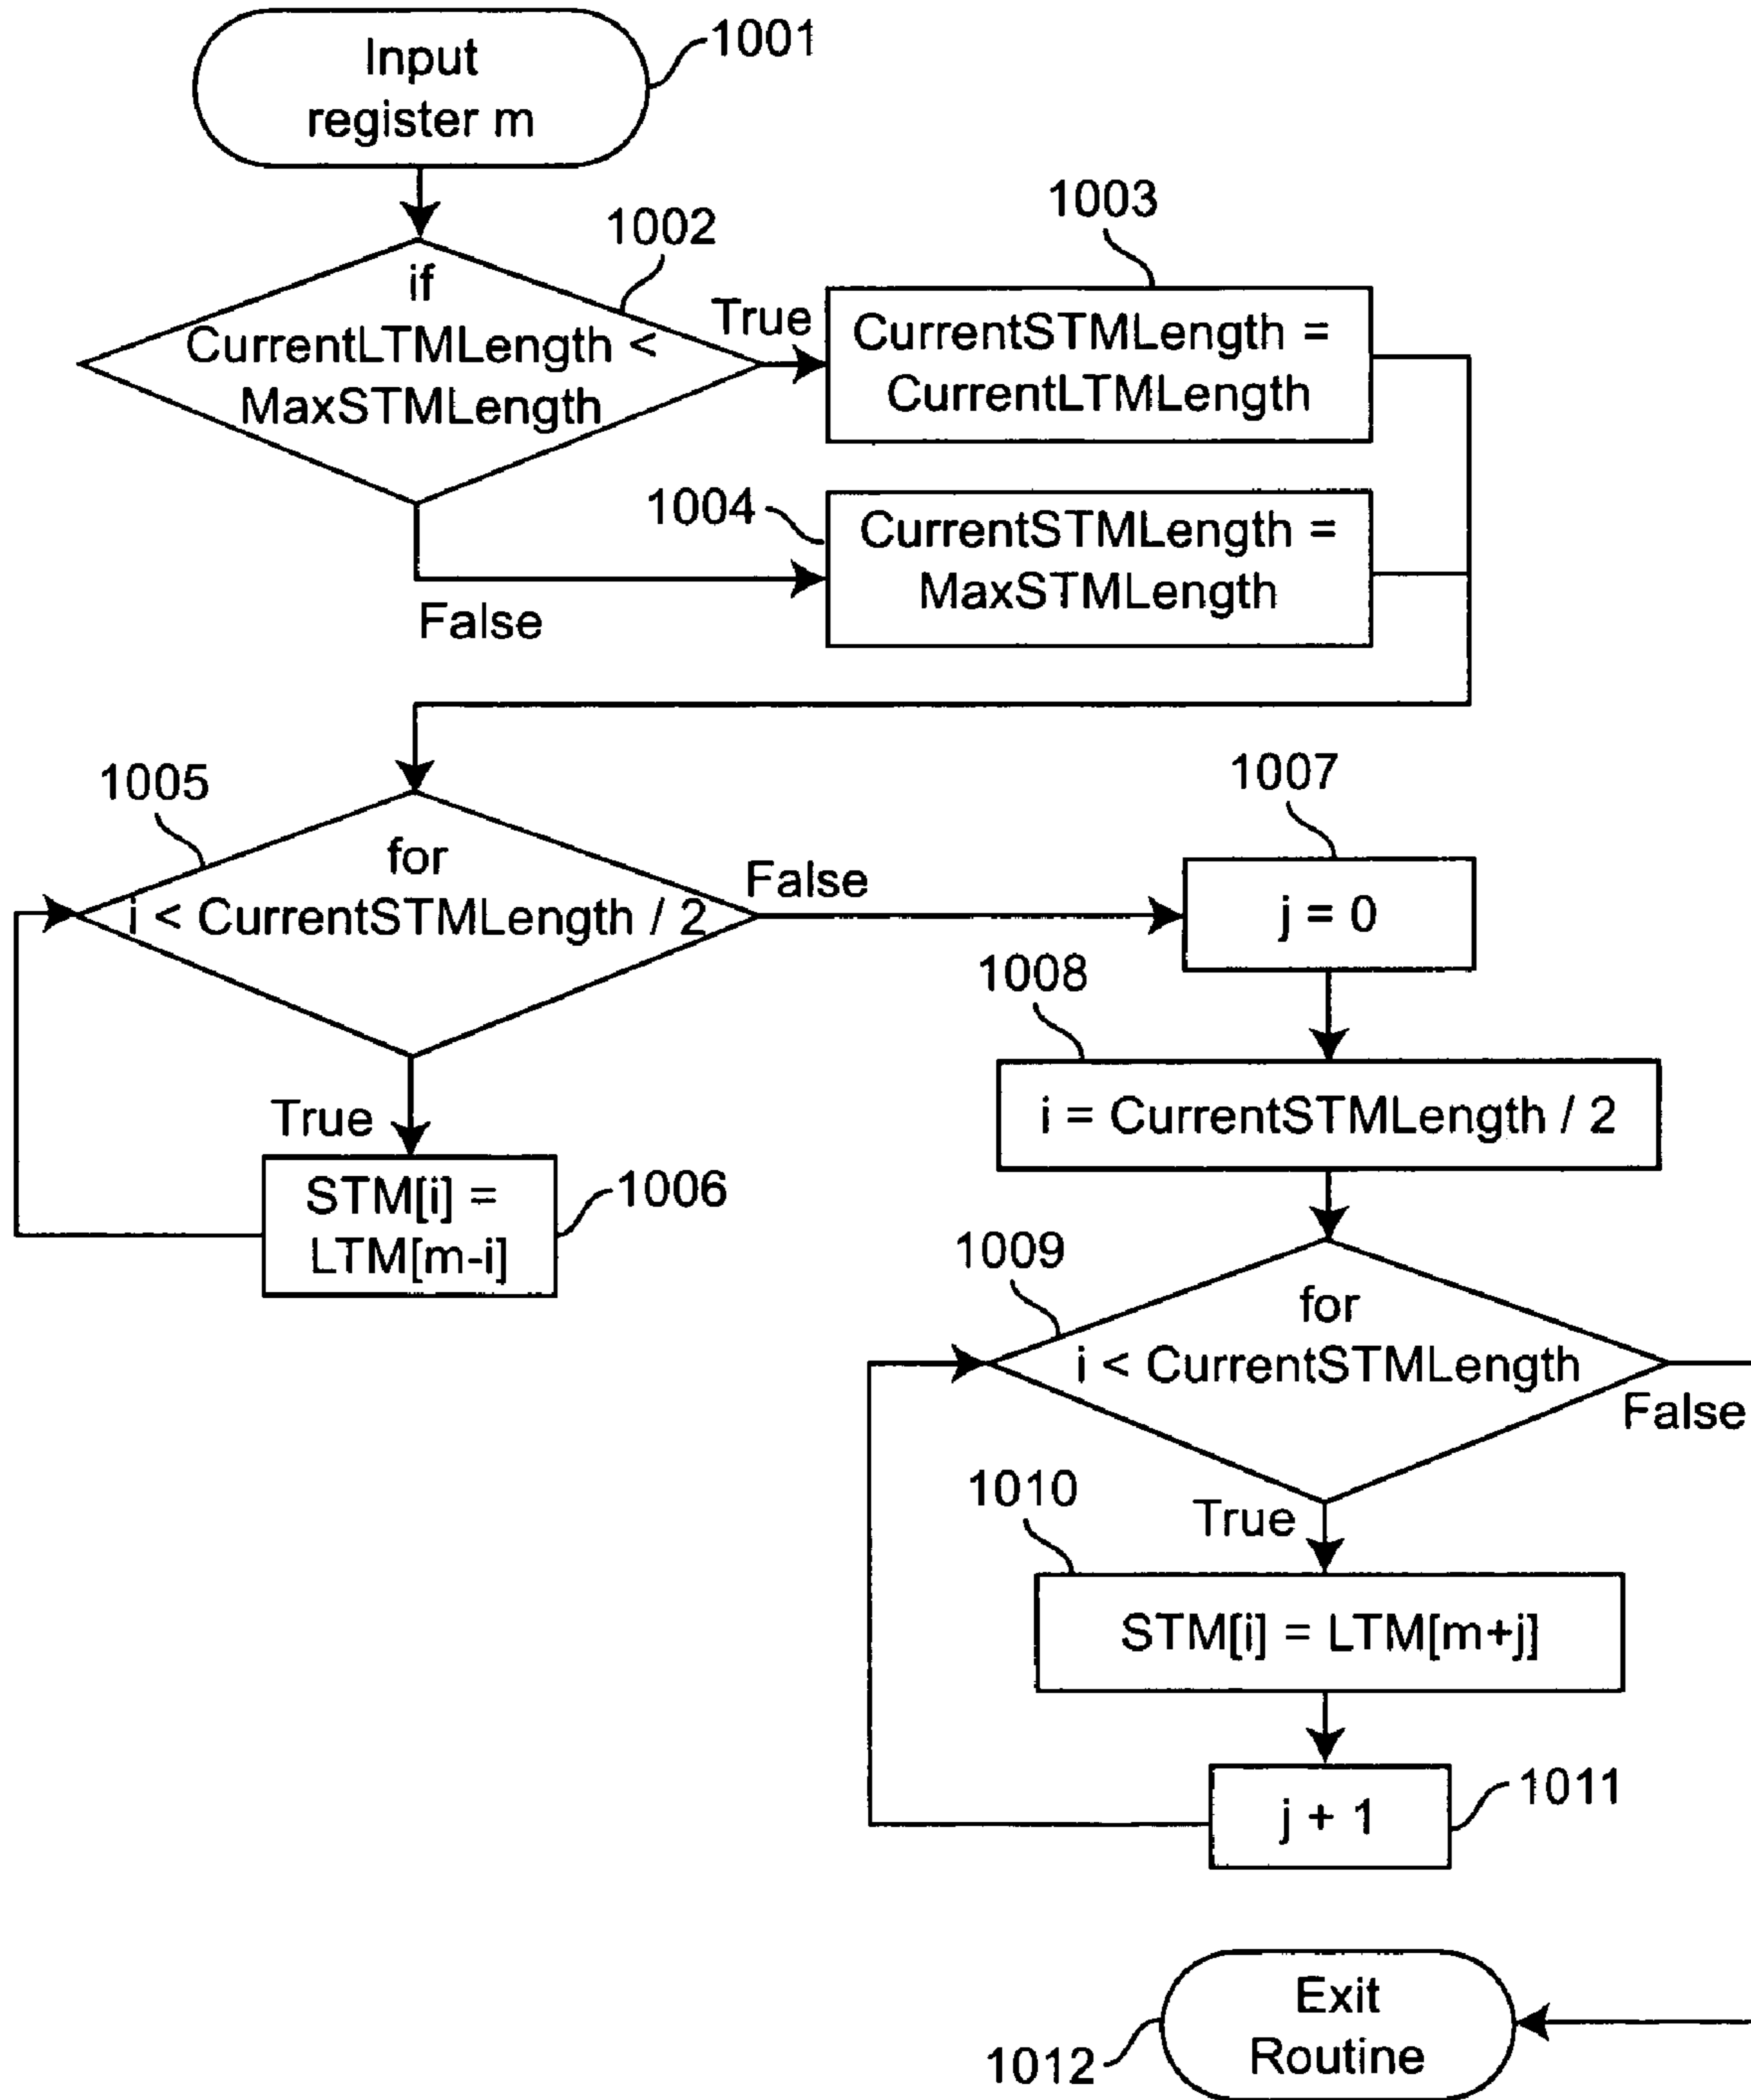 Input
register m
1001
1002
if
CurrentLTMLength <
MaxSTMLength
True
1003
CurrentSTMLength =
CurrentLTMLength
False
1004
CurrentSTMLength =
MaxSTMLength
1005
for
i < CurrentSTMLength / 2
False
True
STM[i] =
LTM[m-i]
1006
1007
j = 0
1008
i = CurrentSTMLength / 2
1009
for
i < CurrentSTMLength
False
True
1010
STM[i] = LTM[m+j]
j + 1
1011
Exit
Routine
1012